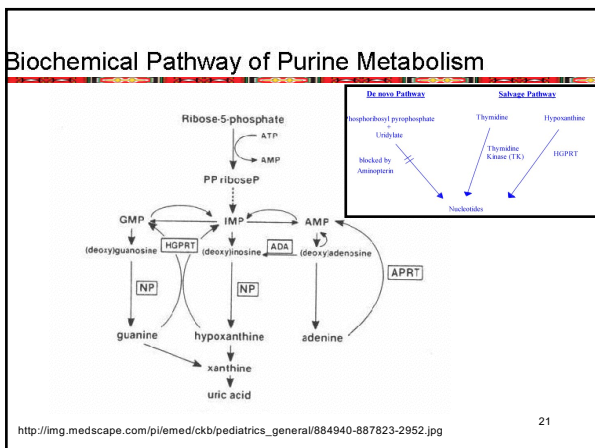 Biochemical Pathway of Purine Metabolism
De novo Pathway
Salvage Pathway
Phosphoribosyl pyrophosphate
+
Uridylate
Thymidine
Hypoxanthine
blocked by
Aminopterin
Thymidine
Kinase (TK)
HGPRT
Nucleotides
Ribose-5-phosphate
ATP
AMP
PPriboseP
GMP
IMP
AMP
(deoxy)guanosine
HGPRT
(deoxy)inosine
ADA
(deoxy)adenosine
APRT
NP
NP
guanine
hypoxanthine
adenine
xanthine
uric acid
http://img.medscape.com/pi/emed/ckb/pediatrics_general/884940-887823-2952.jpg
21